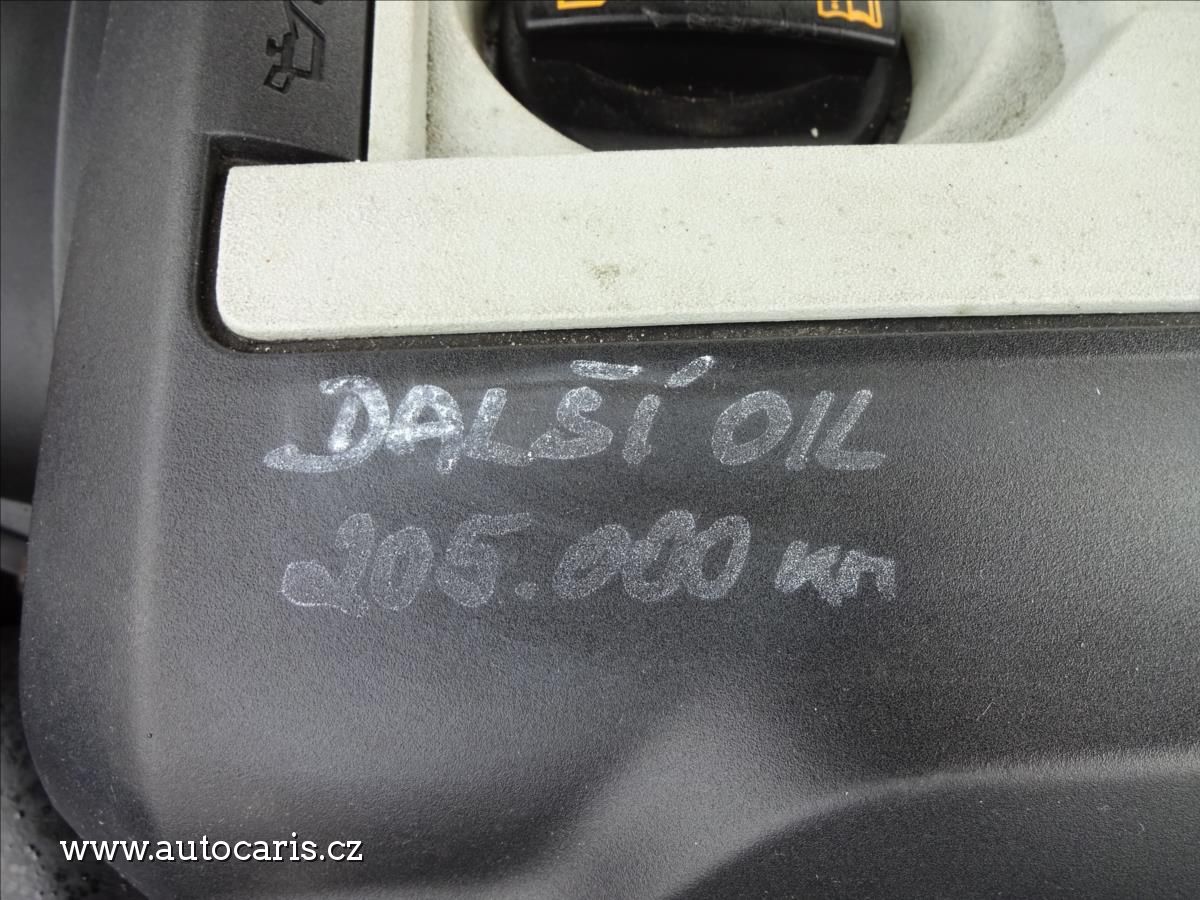 DALŠÍ OIL
205.000 km
www.autocaris.cz